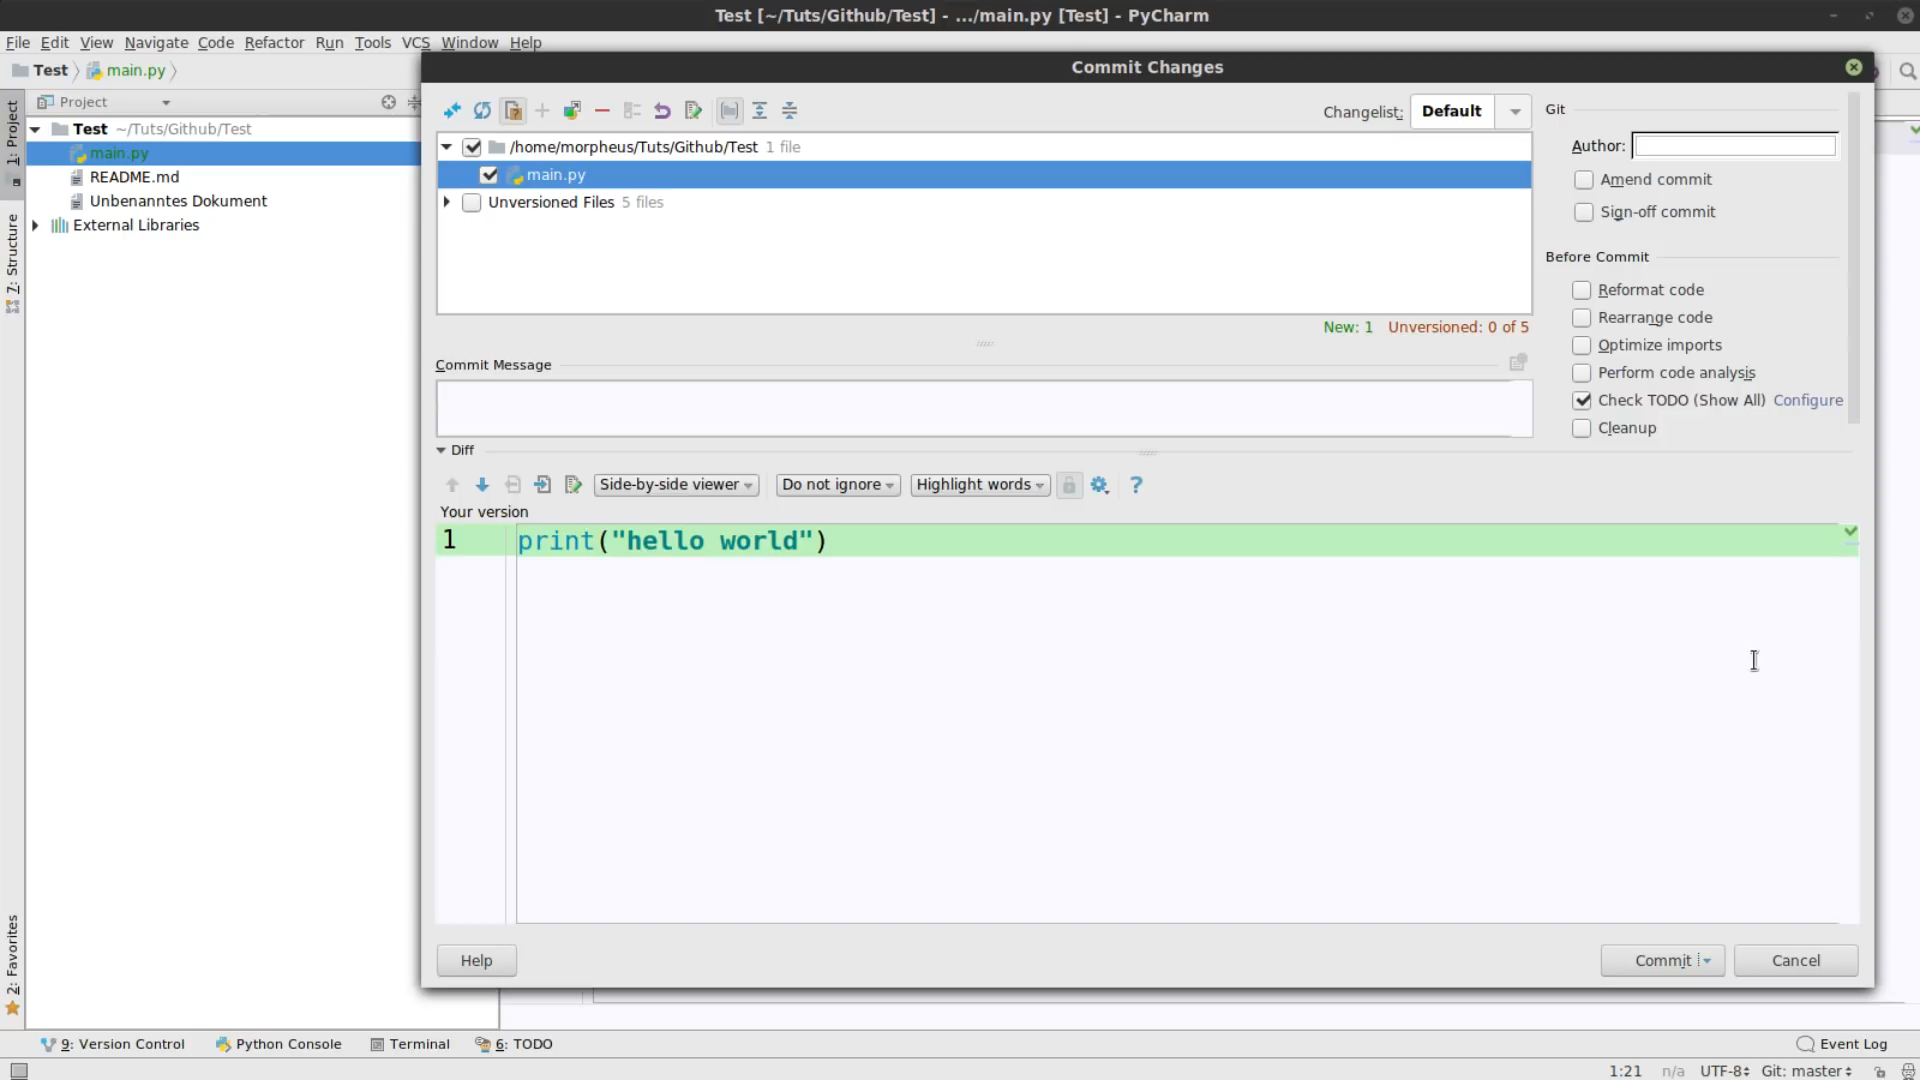 Test [~/Tuts/Github/Test] - .../main.py [Test] - PyCharm
File Edit View Navigate Code Refactor Run Tools VCS Window Help
Test main.py
Commit Changes
Project
1: Project
7: Structure
2: Favorites
Test ~/Tuts/Github/Test
main.py
README.md
Unbenanntes Dokument
External Libraries
Changelist: Default
/home/morpheus/Tuts/Github/Test 1 file
main.py
Unversioned Files 5 files
New: 1 Unversioned: 0 of 5
Git
Author:
Amend commit
Sign-off commit
Before Commit
Reformat code
Rearrange code
Optimize imports
Perform code analysis
Check TODO (Show All) Configure
Cleanup
Commit Message
Diff
Side-by-side viewer Do not ignore Highlight words ?
Your version
1 print("hello world")
Help Commit Cancel
9: Version Control Python Console Terminal 6: TODO Event Log
1:21 n/a UTF-8 Git: master